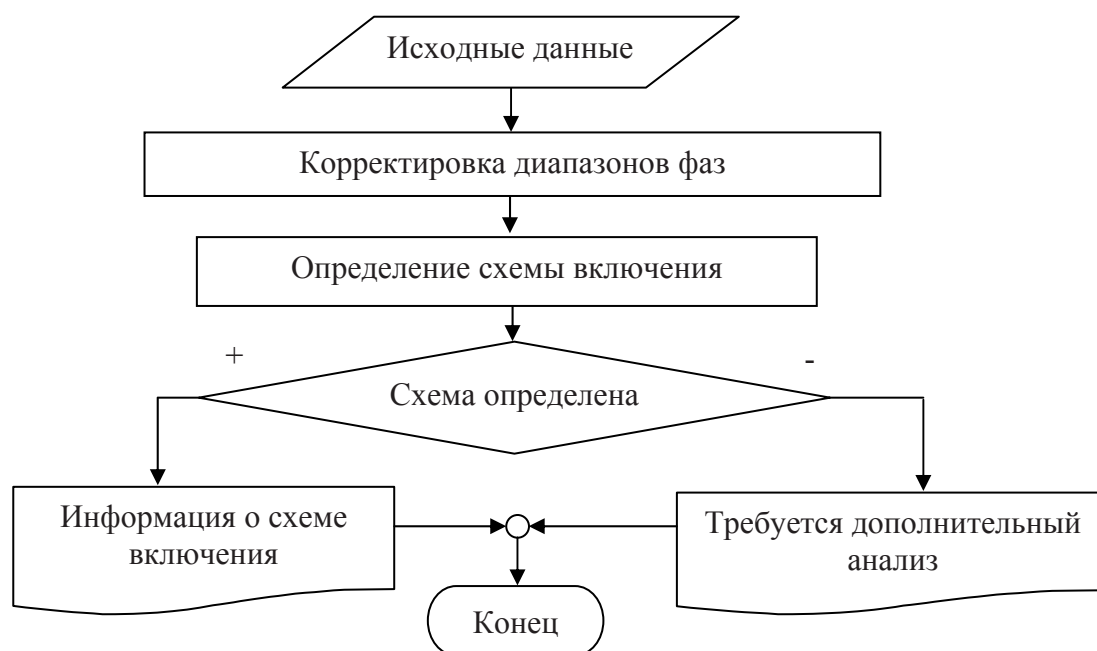 Исходные данные
Корректировка диапазонов фаз
Определение схемы включения
+
-
Схема определена
Информация о схеме
включения
Требуется дополнительный
анализ
Конец